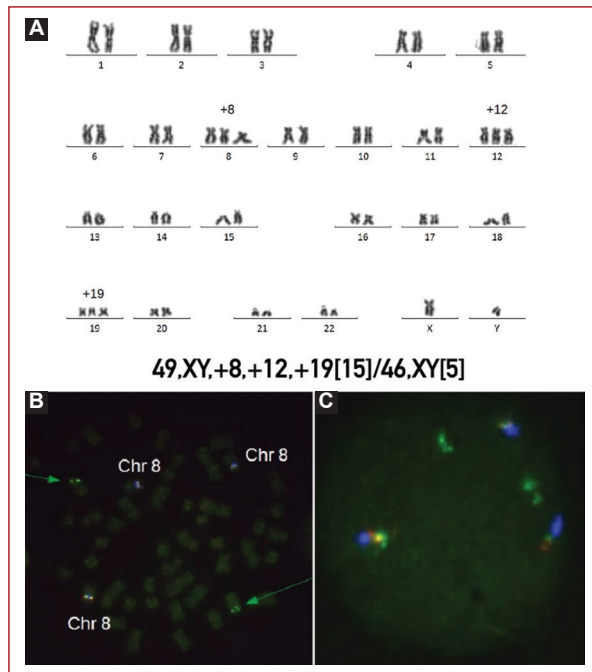 A
1 2 3 4 5
+8 +12
6 7 8 9 10 11 12
13 14 15 16 17 18
+19
19 20 21 22 X Y
49,XY,+8,+12,+19[15]/46,XY[5]
B C
Chr 8 Chr 8
Chr 8